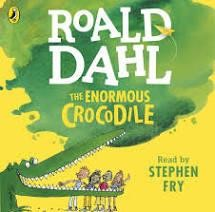 ROALD
DAHL
THE ENORMOUS
CROCODILE
Read by
STEPHEN
FRY